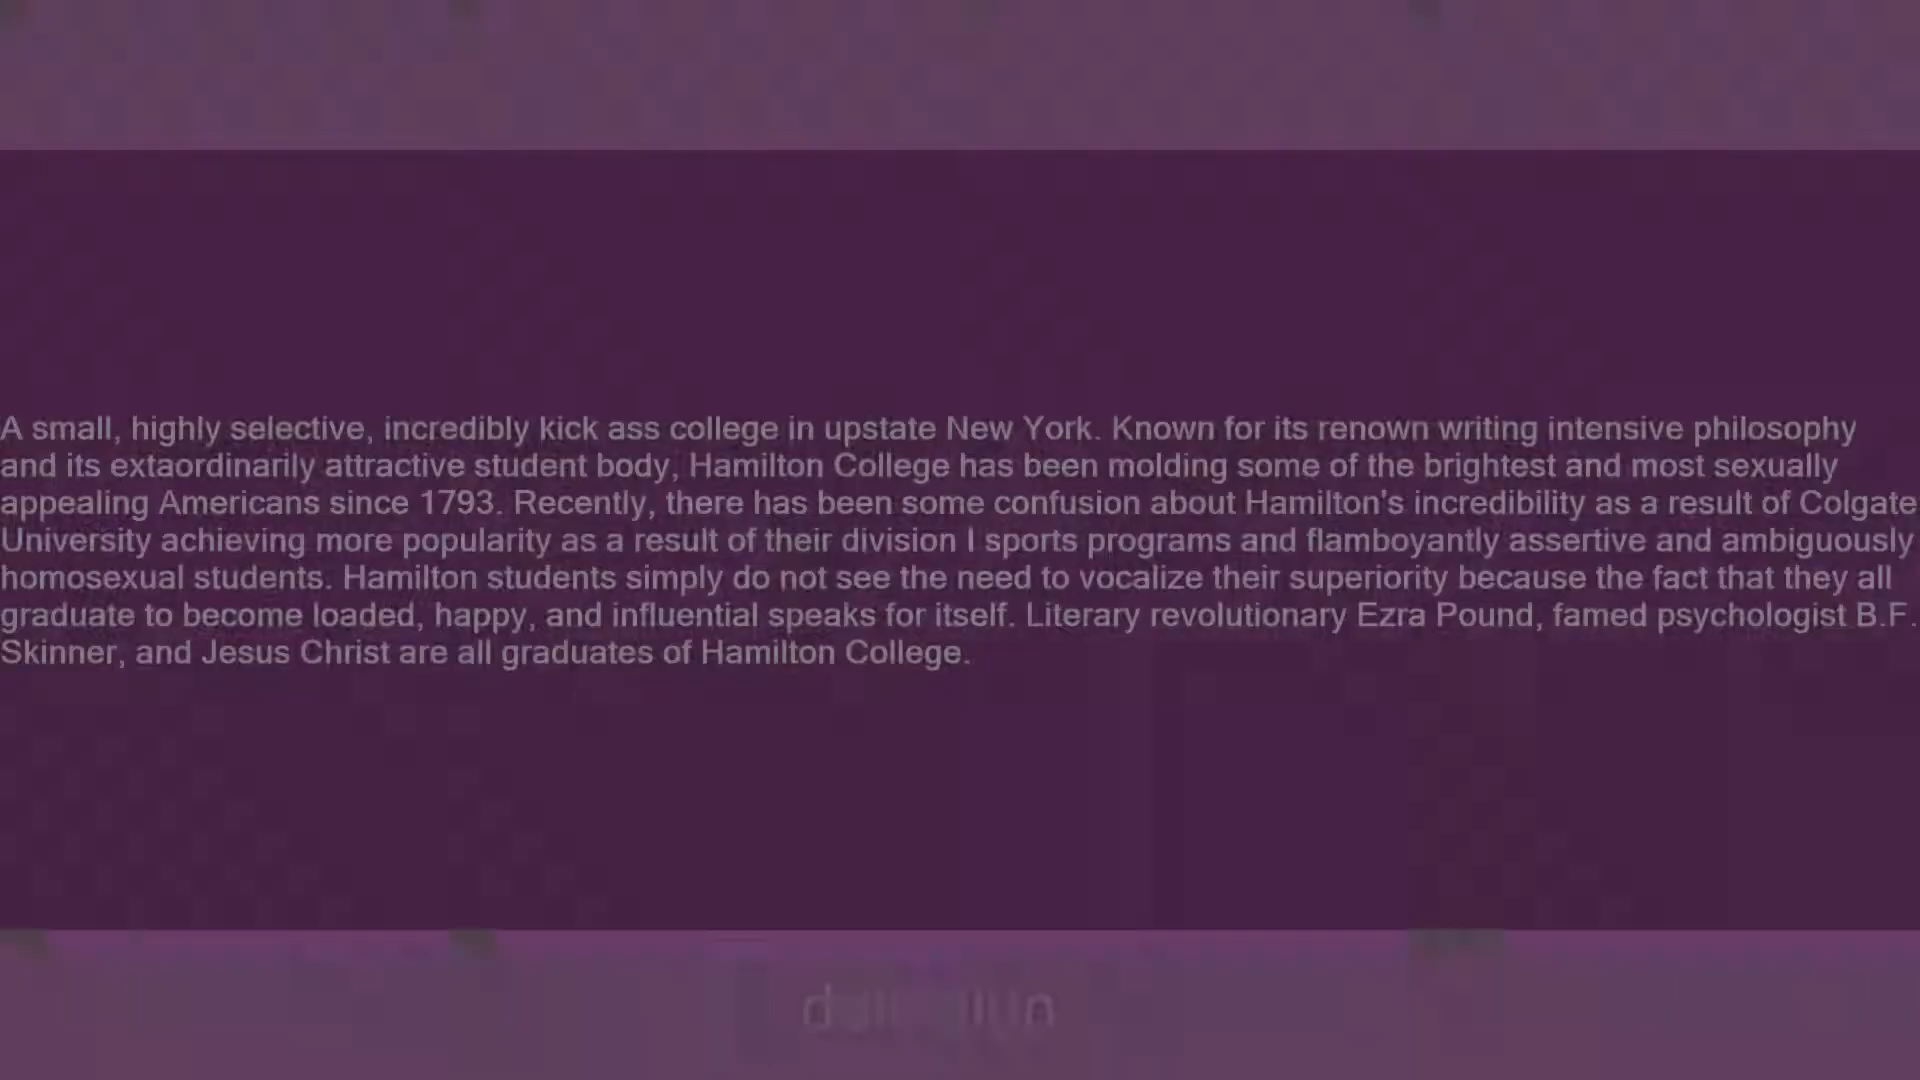 A small, highly selective, incredibly kick ass college in upstate New York. Known for its renown writing intensive philosophy
and its extaordinarily attractive student body, Hamilton College has been molding some of the brightest and most sexually
appealing Americans since 1793. Recently, there has been some confusion about Hamilton's incredibility as a result of Colgate
University achieving more popularity as a result of their division I sports programs and flamboyantly assertive and ambiguously
homosexual students. Hamilton students simply do not see the need to vocalize their superiority because the fact that they all
graduate to become loaded, happy, and influential speaks for itself. Literary revolutionary Ezra Pound, famed psychologist B.F.
Skinner, and Jesus Christ are all graduates of Hamilton College.